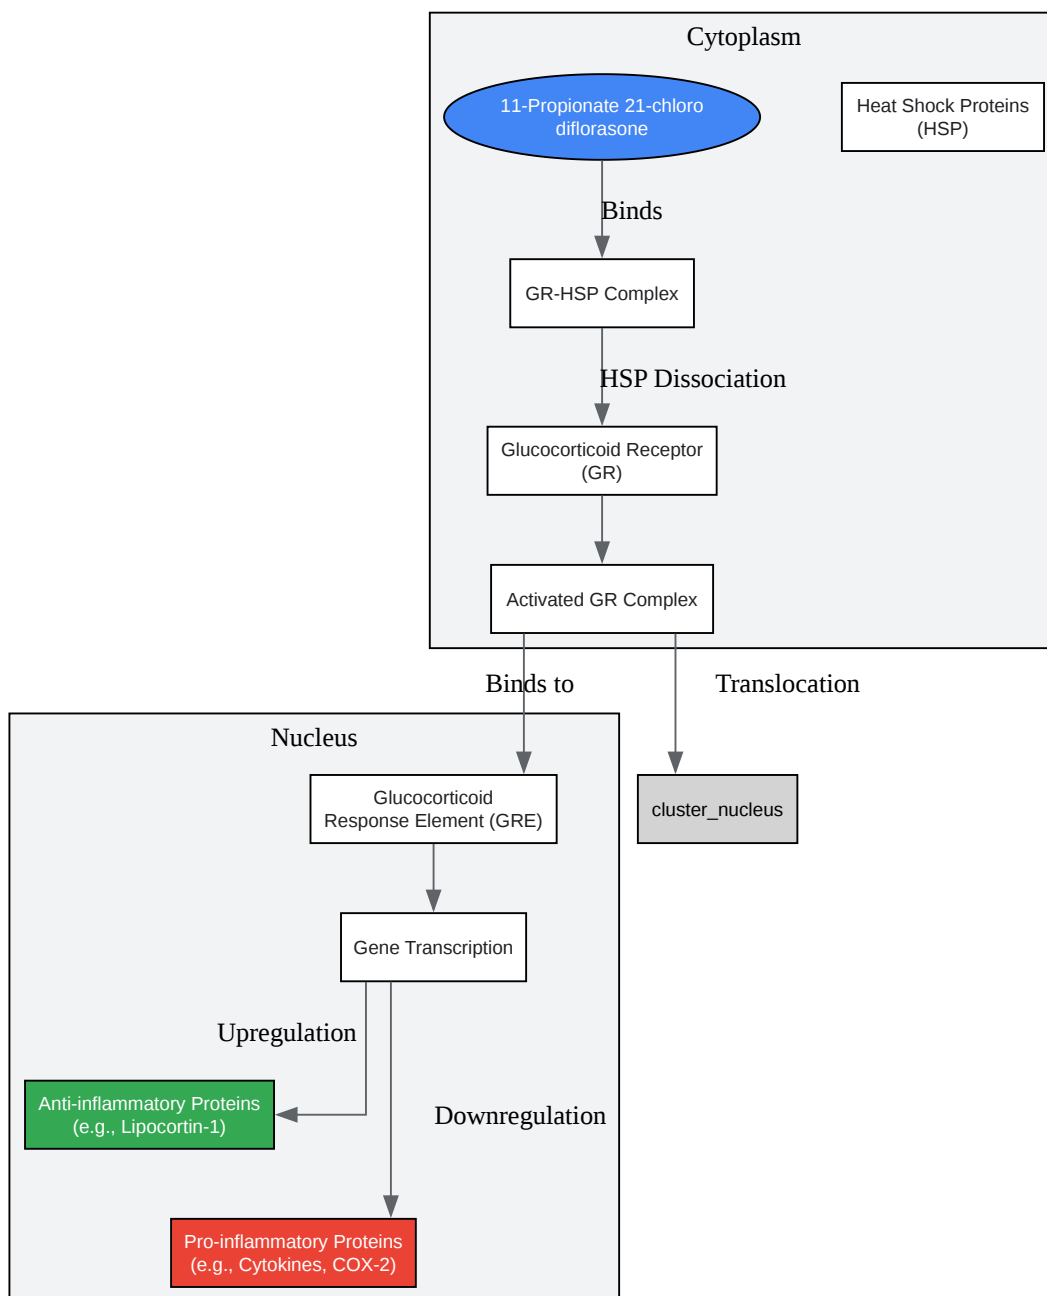 Cytoplasm
11-Propionate 21-chloro
diflorasone
Heat Shock Proteins
(HSP)
Binds
GR-HSP Complex
HSP Dissociation
Glucocorticoid Receptor
(GR)
Activated GR Complex
Binds to
Translocation
Nucleus
Glucocorticoid
Response Element (GRE)
cluster_nucleus
Gene Transcription
Upregulation
Anti-inflammatory Proteins
(e.g., Lipocortin-1)
Downregulation
Pro-inflammatory Proteins
(e.g., Cytokines, COX-2)